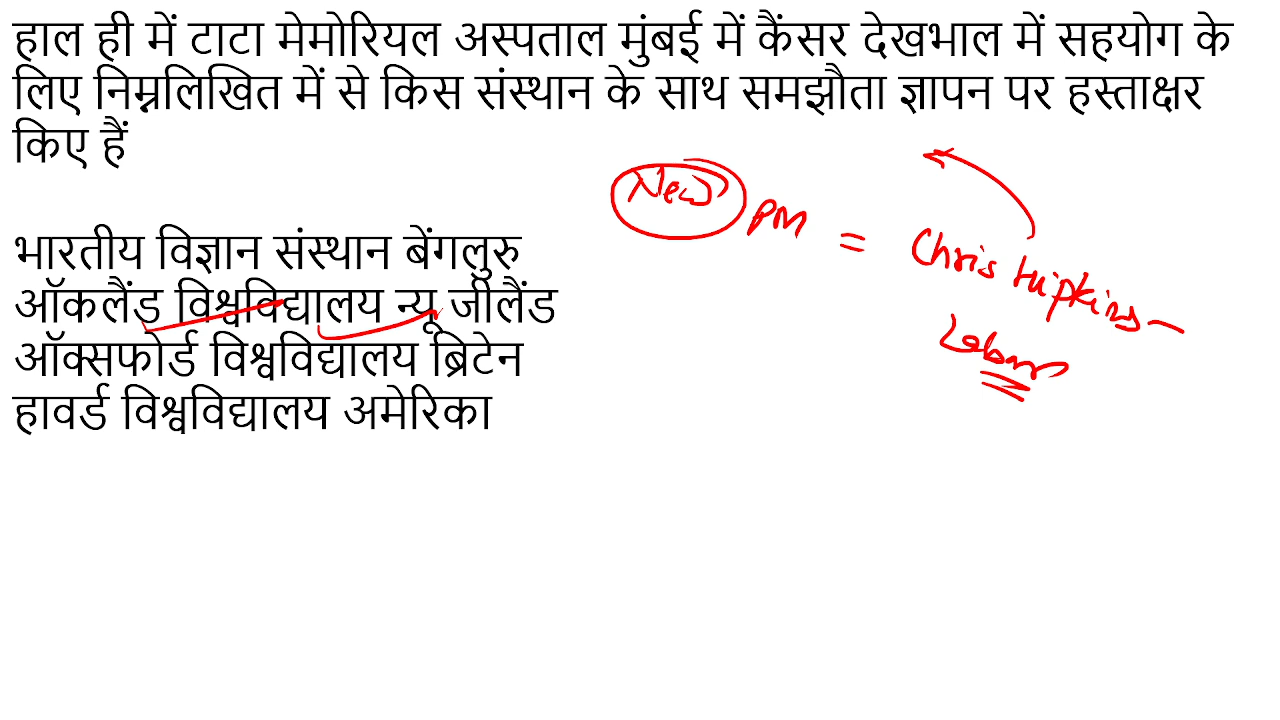 हाल ही में टाटा मेमोरियल अस्पताल मुंबई में कैंसर देखभाल में सहयोग के
लिए निम्नलिखित में से किस संस्थान के साथ समझौता ज्ञापन पर हस्ताक्षर
किए हैं
New PM = Chris Hipkins
Labour
भारतीय विज्ञान संस्थान बेंगलुरु
ऑकलैंड विश्वविद्यालय न्यू जीलैंड
ऑक्सफोर्ड विश्वविद्यालय ब्रिटेन
हावर्ड विश्वविद्यालय अमेरिका